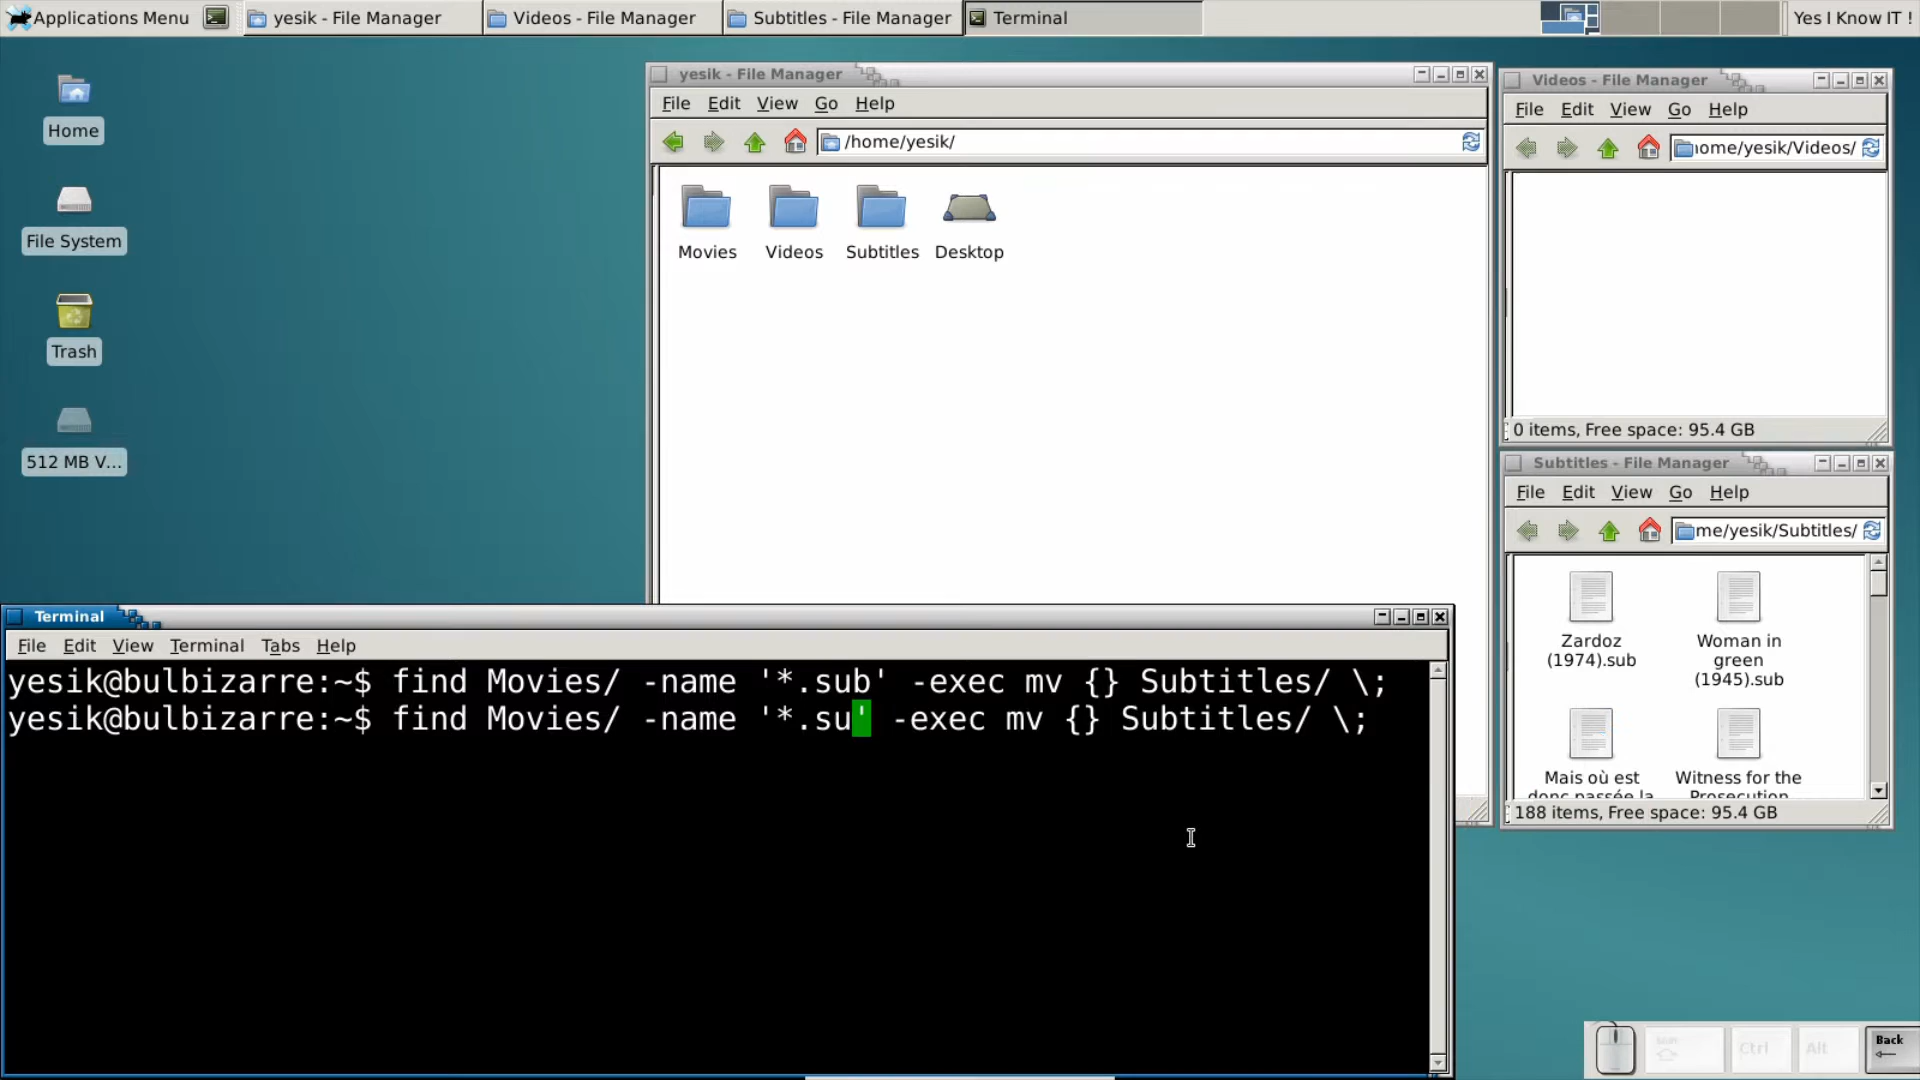 Applications Menu
yesik - File Manager
Videos - File Manager
Subtitles - File Manager
Terminal
Yes I Know IT !
Home
File System
Trash
512 MB V...
yesik - File Manager
File Edit View Go Help
/home/yesik/
Movies Videos Subtitles Desktop
Videos - File Manager
File Edit View Go Help
ome/yesik/Videos/
0 items, Free space: 95.4 GB
Subtitles - File Manager
File Edit View Go Help
me/yesik/Subtitles/
Zardoz
(1974).sub
Woman in
green
(1945).sub
Mais où est
donc passée la
Witness for the
Prosecution
188 items, Free space: 95.4 GB
Terminal
File Edit View Terminal Tabs Help
yesik@bulbizarre:~$ find Movies/ -name '*.sub' -exec mv {} Subtitles/ \;
yesik@bulbizarre:~$ find Movies/ -name '*.su' -exec mv {} Subtitles/ \;
Ctrl
Alt
Back